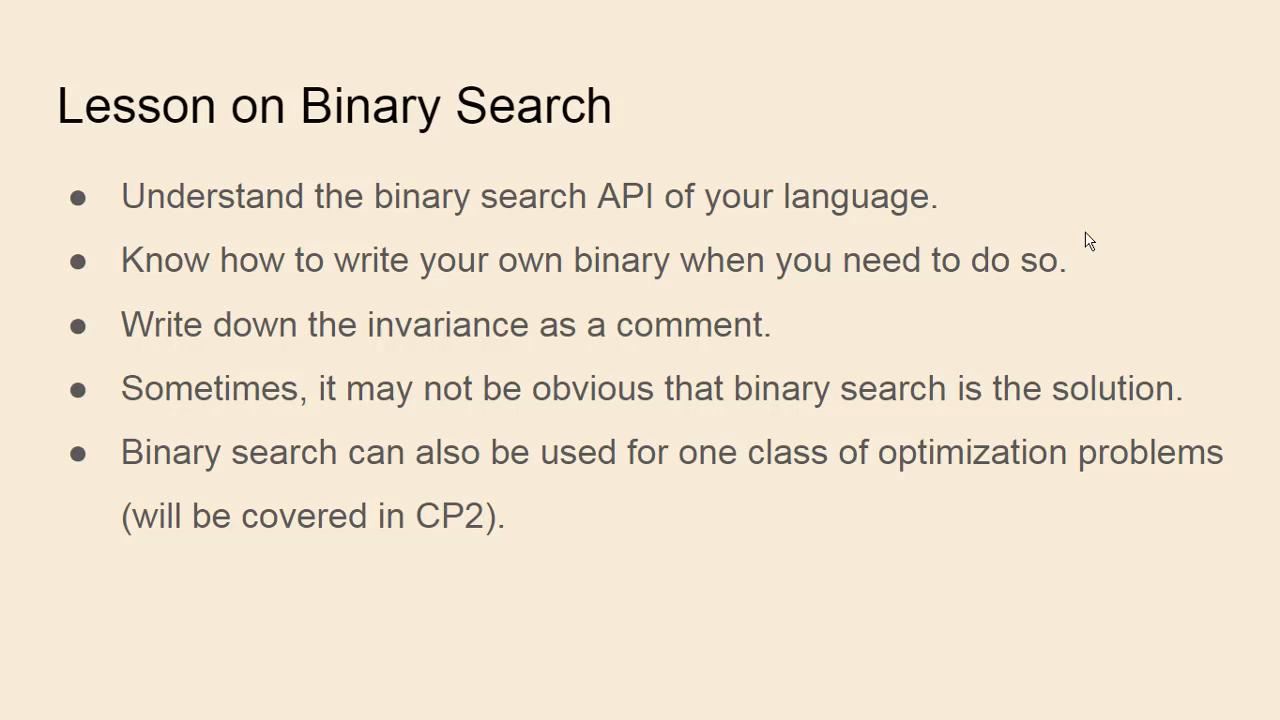 Lesson on Binary Search
● Understand the binary search API of your language.
● Know how to write your own binary when you need to do so.
● Write down the invariance as a comment.
● Sometimes, it may not be obvious that binary search is the solution.
● Binary search can also be used for one class of optimization problems
(will be covered in CP2).